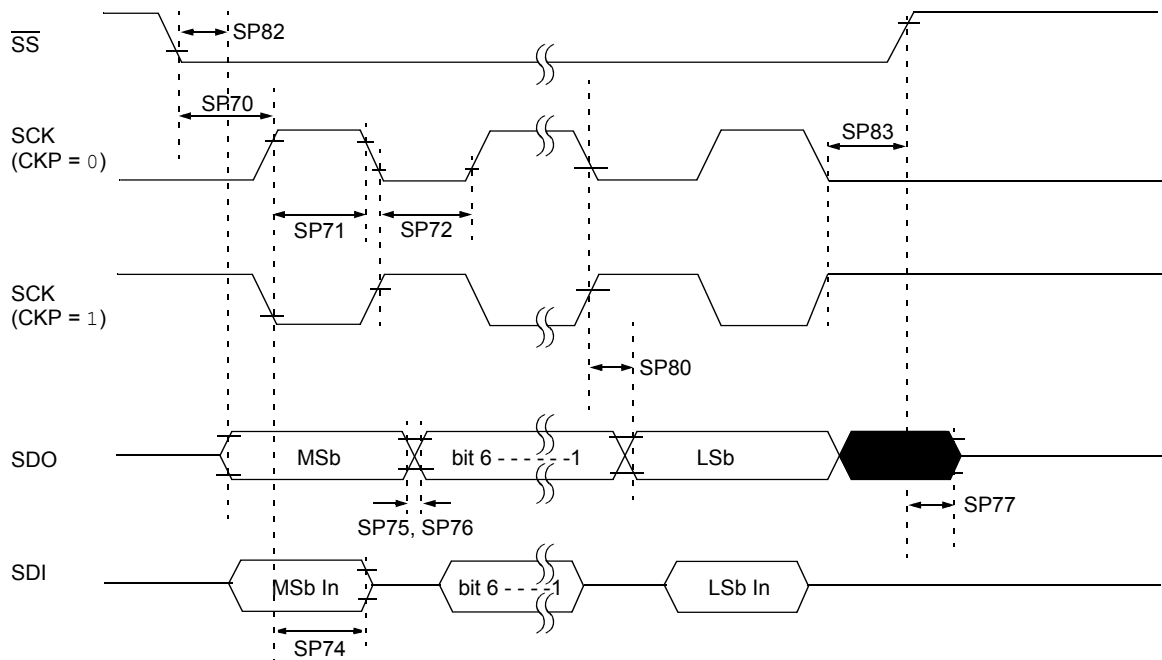 SS
SP82
SP70
SCK
(CKP = 0)
SP83
SP71
SP72
SCK
(CKP = 1)
SP80
SDO
MSb
bit 6 - - - - - -1
LSb
SP75, SP76
SP77
SDI
MSb In
bit 6 - - - - -1
LSb In
SP74